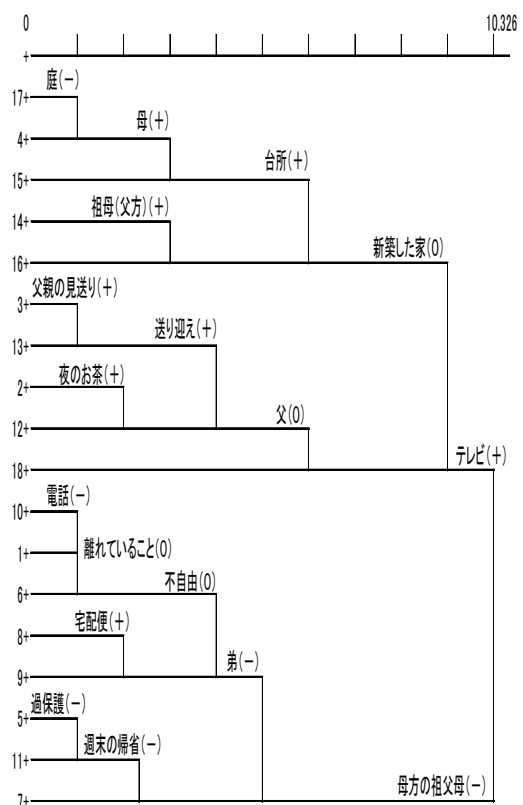 0 10.326
+
庭(−)
17+
母(+)
4+
台所(+)
15+
祖母(父方)(+)
14+
新築した家(0)
16+
父親の見送り(+)
3+
送り迎え(+)
13+
夜のお茶(+)
2+
父(0)
12+
テレビ(+)
18+
電話(−)
10+
離れていること(0)
1+
不自由(0)
6+
宅配便(+)
8+
弟(−)
9+
過保護(−)
5+
週末の帰省(−)
11+
母方の祖父母(−)
7+